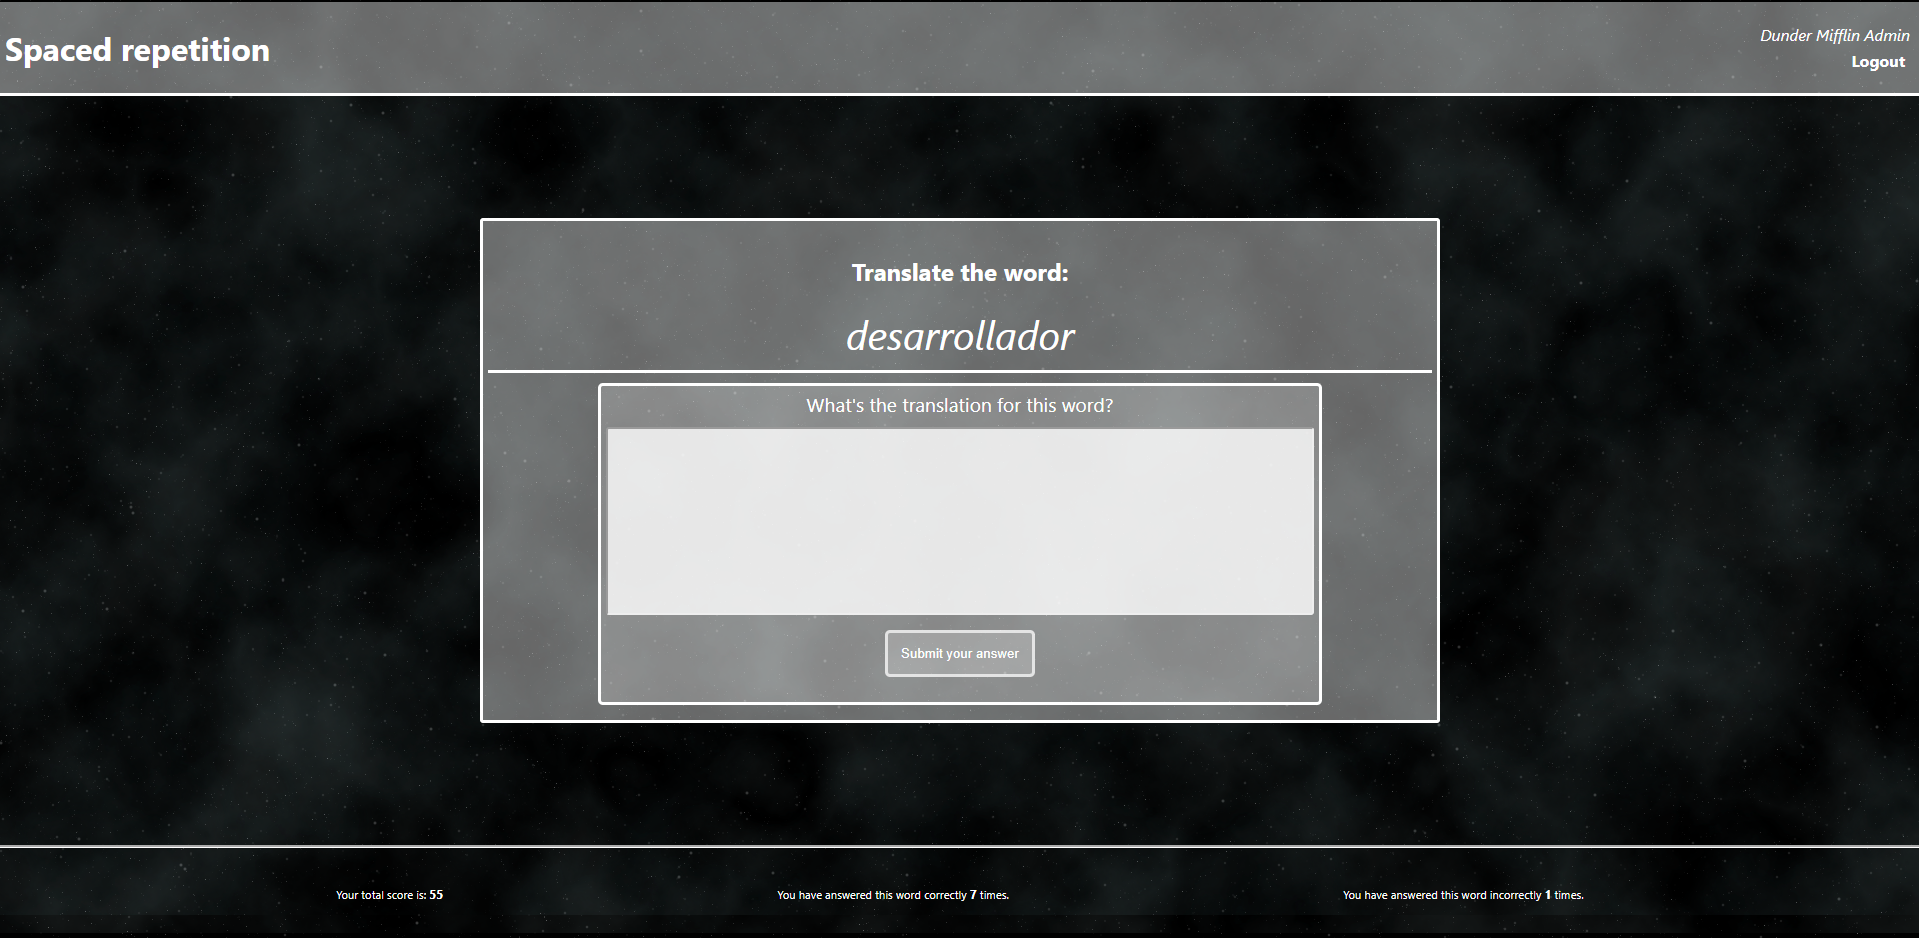 Spaced repetition
Dunder Mifflin Admin
Logout
Translate the word:
desarrollador
What's the translation for this word?
Submit your answer
Your total score is: 55
You have answered this word correctly 7 times.
You have answered this word incorrectly 1 times.